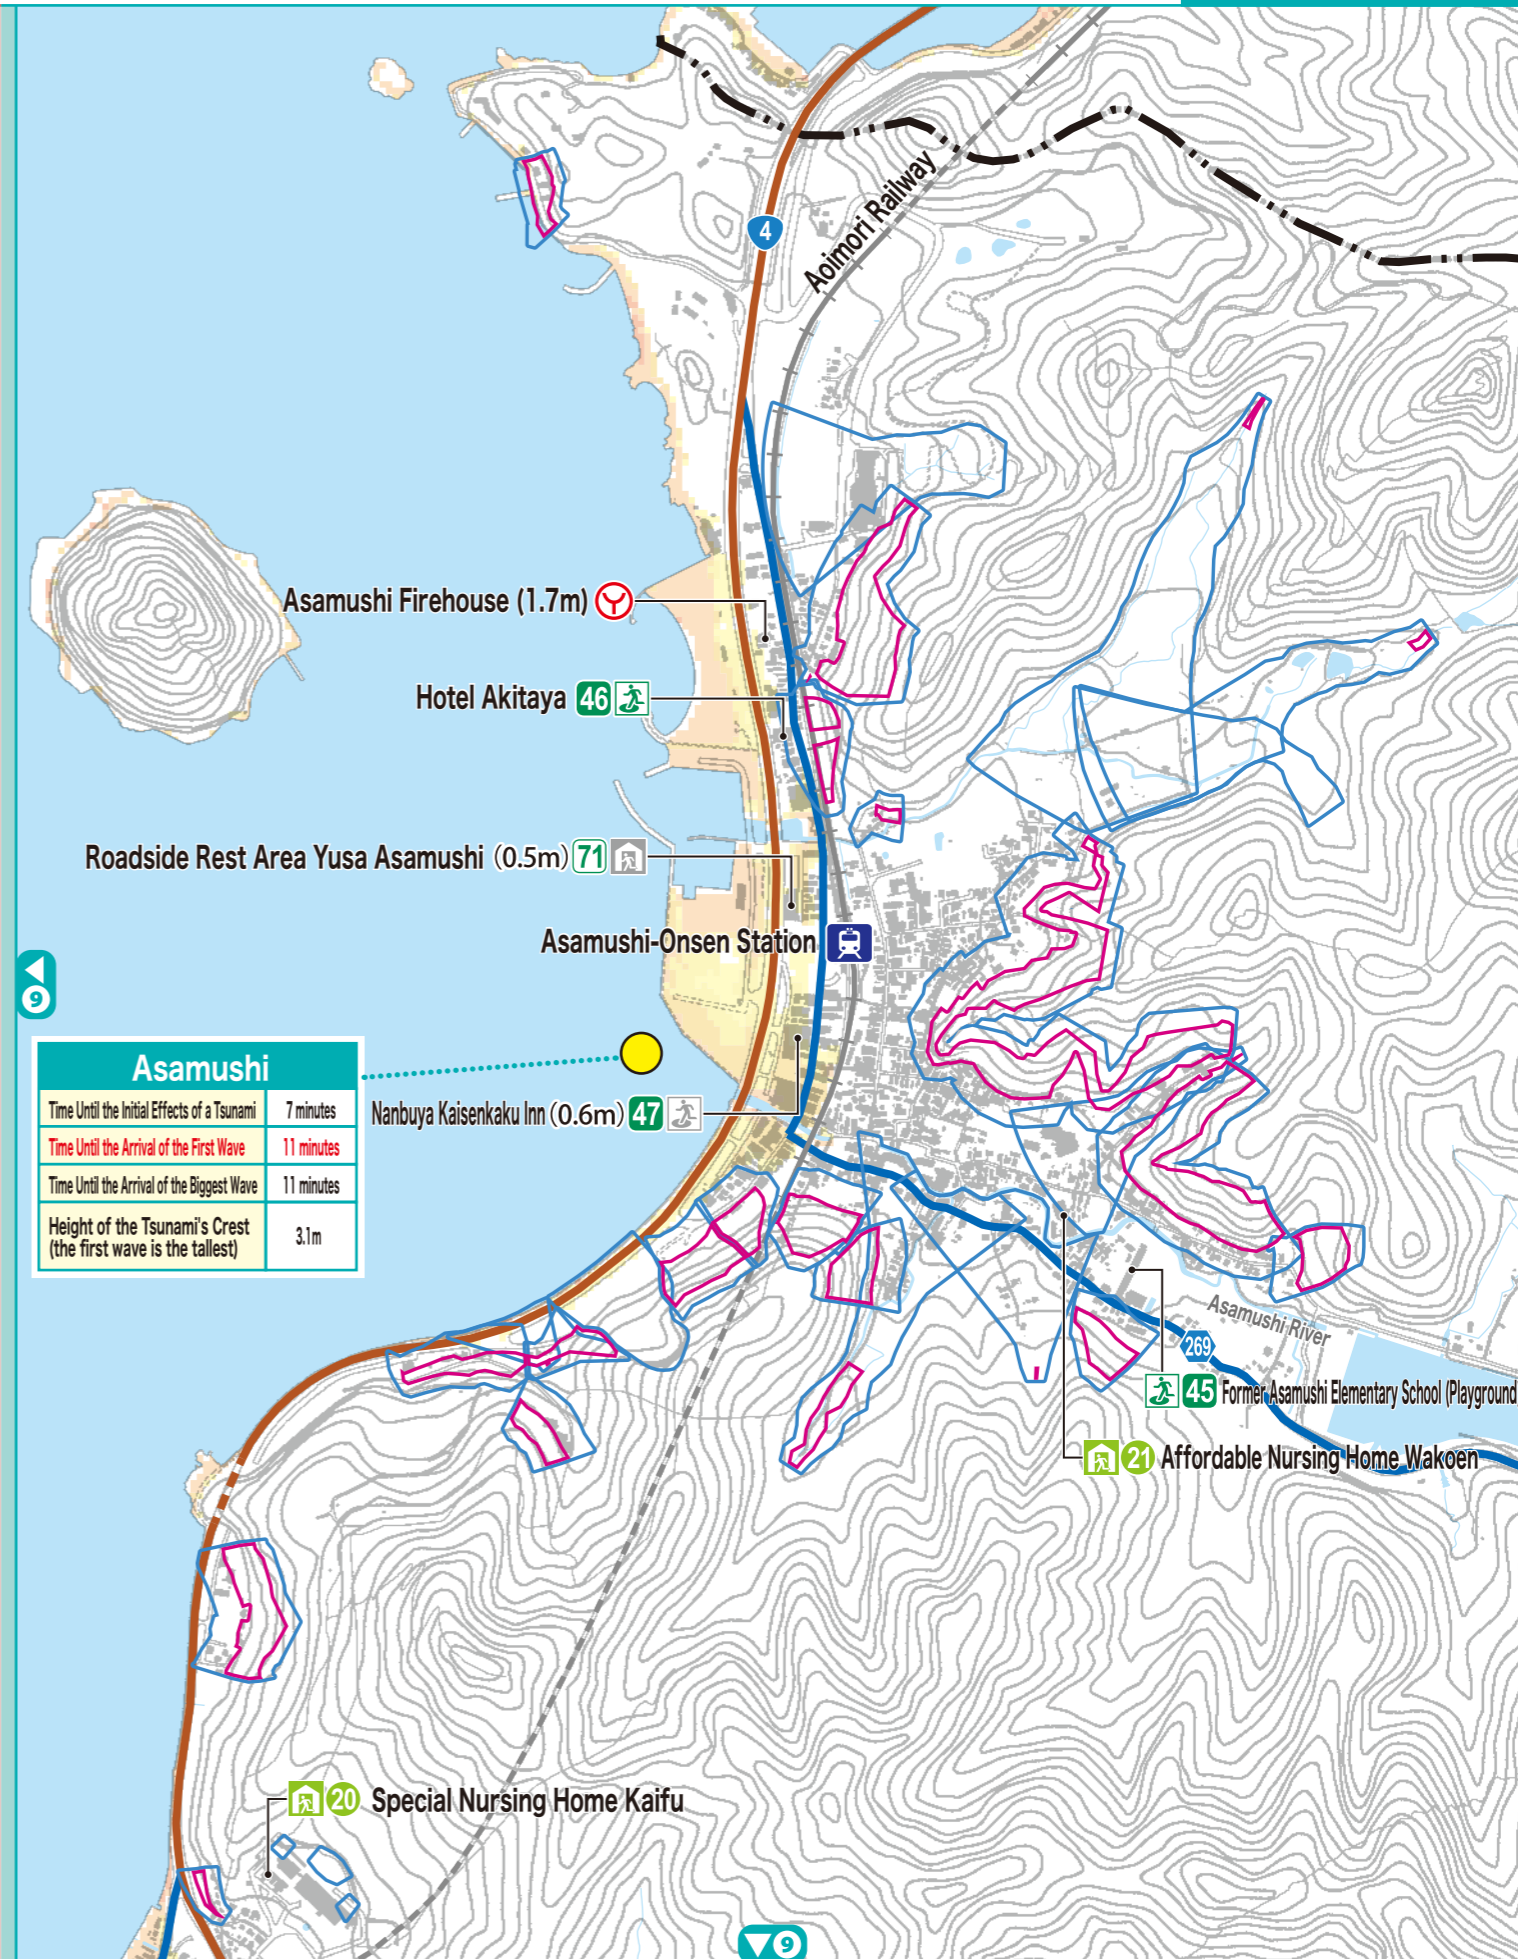 4
Aoimori Railway
Asamushi Firehouse (1.7m)
Hotel Akitaya 46
Roadside Rest Area Yusa Asamushi (0.5m) 71
Asamushi-Onsen Station
9
Asamushi
Time Until the Initial Effects of a Tsunami 7 minutes
Time Until the Arrival of the First Wave 11 minutes
Time Until the Arrival of the Biggest Wave 11 minutes
Height of the Tsunami's Crest
(the first wave is the tallest) 3.1m
Nanbuya Kaisenkaku Inn (0.6m) 47
Asamushi River
269
45 Former Asamushi Elementary School (Playground
21 Affordable Nursing Home Wakoen
20 Special Nursing Home Kaifu
9